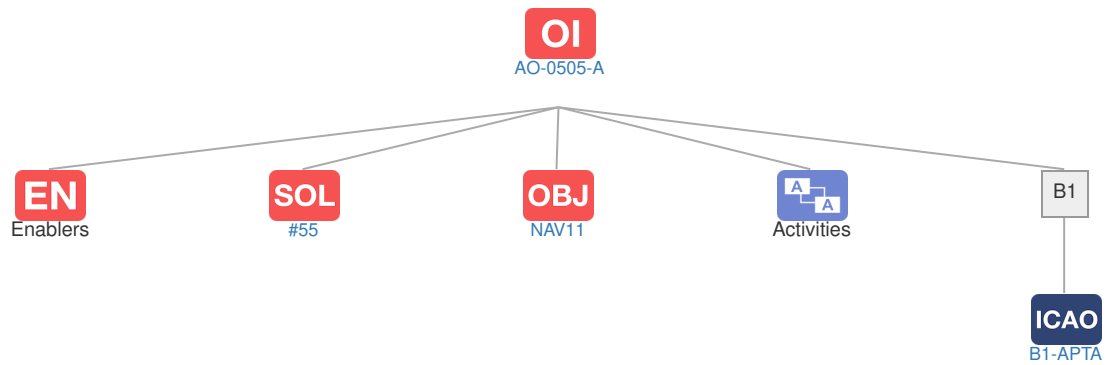 OI
AO-0505-A
EN
SOL
OBJ
A
A
B1
Enablers
#55
NAV11
Activities
ICAO
B1-APTA